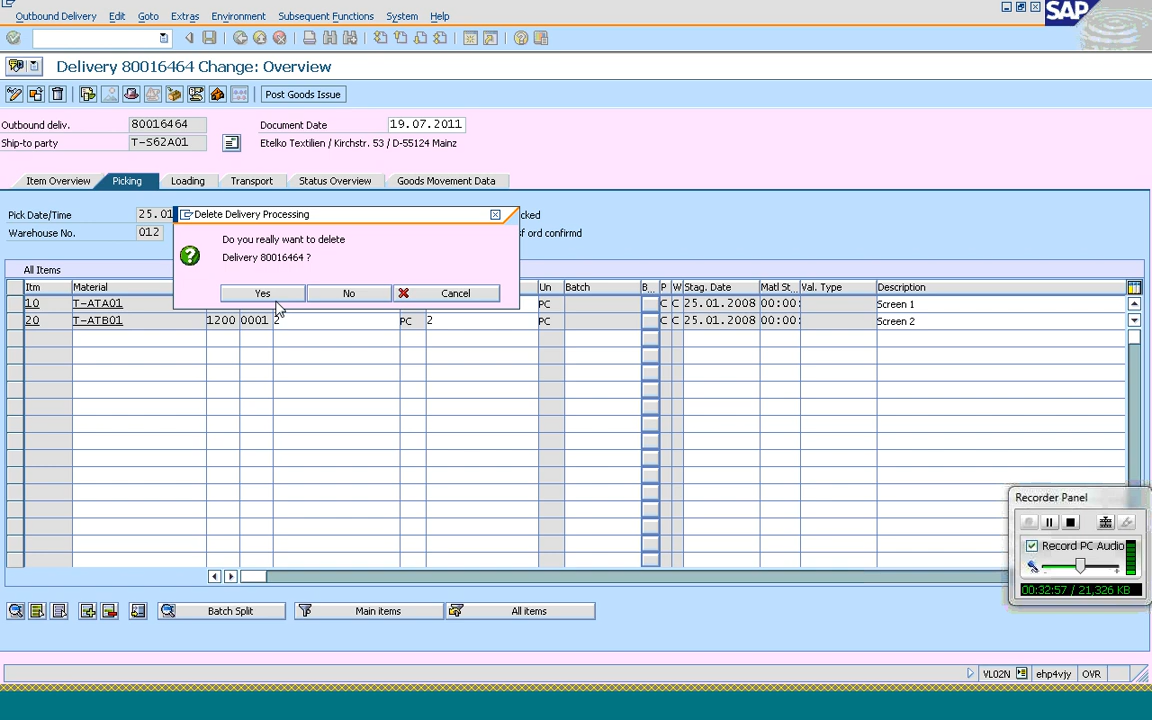 Outbound Delivery Edit Goto Extras Environment Subsequent Functions System Help
SAP
Delivery 80016464 Change: Overview
Post Goods Issue
Outbound deliv. 80016464 Document Date 19.07.2011
Ship-to party T-S62A01 Etelko Textilien / Kirchstr. 53 / D-55124 Mainz
Item Overview Picking Loading Transport Status Overview Goods Movement Data
Pick Date/Time 25.01
Warehouse No. 012
Delete Delivery Processing
Do you really want to delete
Delivery 80016464 ?
Yes No Cancel
All Items
Itm Material Un Batch B... P W Stag. Date Matl St... Val. Type Description
10 T-ATA01 PC C C 25.01.2008 00:00: Screen 1
20 T-ATB01 1200 0001 2 PC 2 PC C C 25.01.2008 00:00: Screen 2
Batch Split Main items All items
Recorder Panel
Record PC Audio
00:32:57 / 21,326 KB
VL02N ehp4vjy OVR